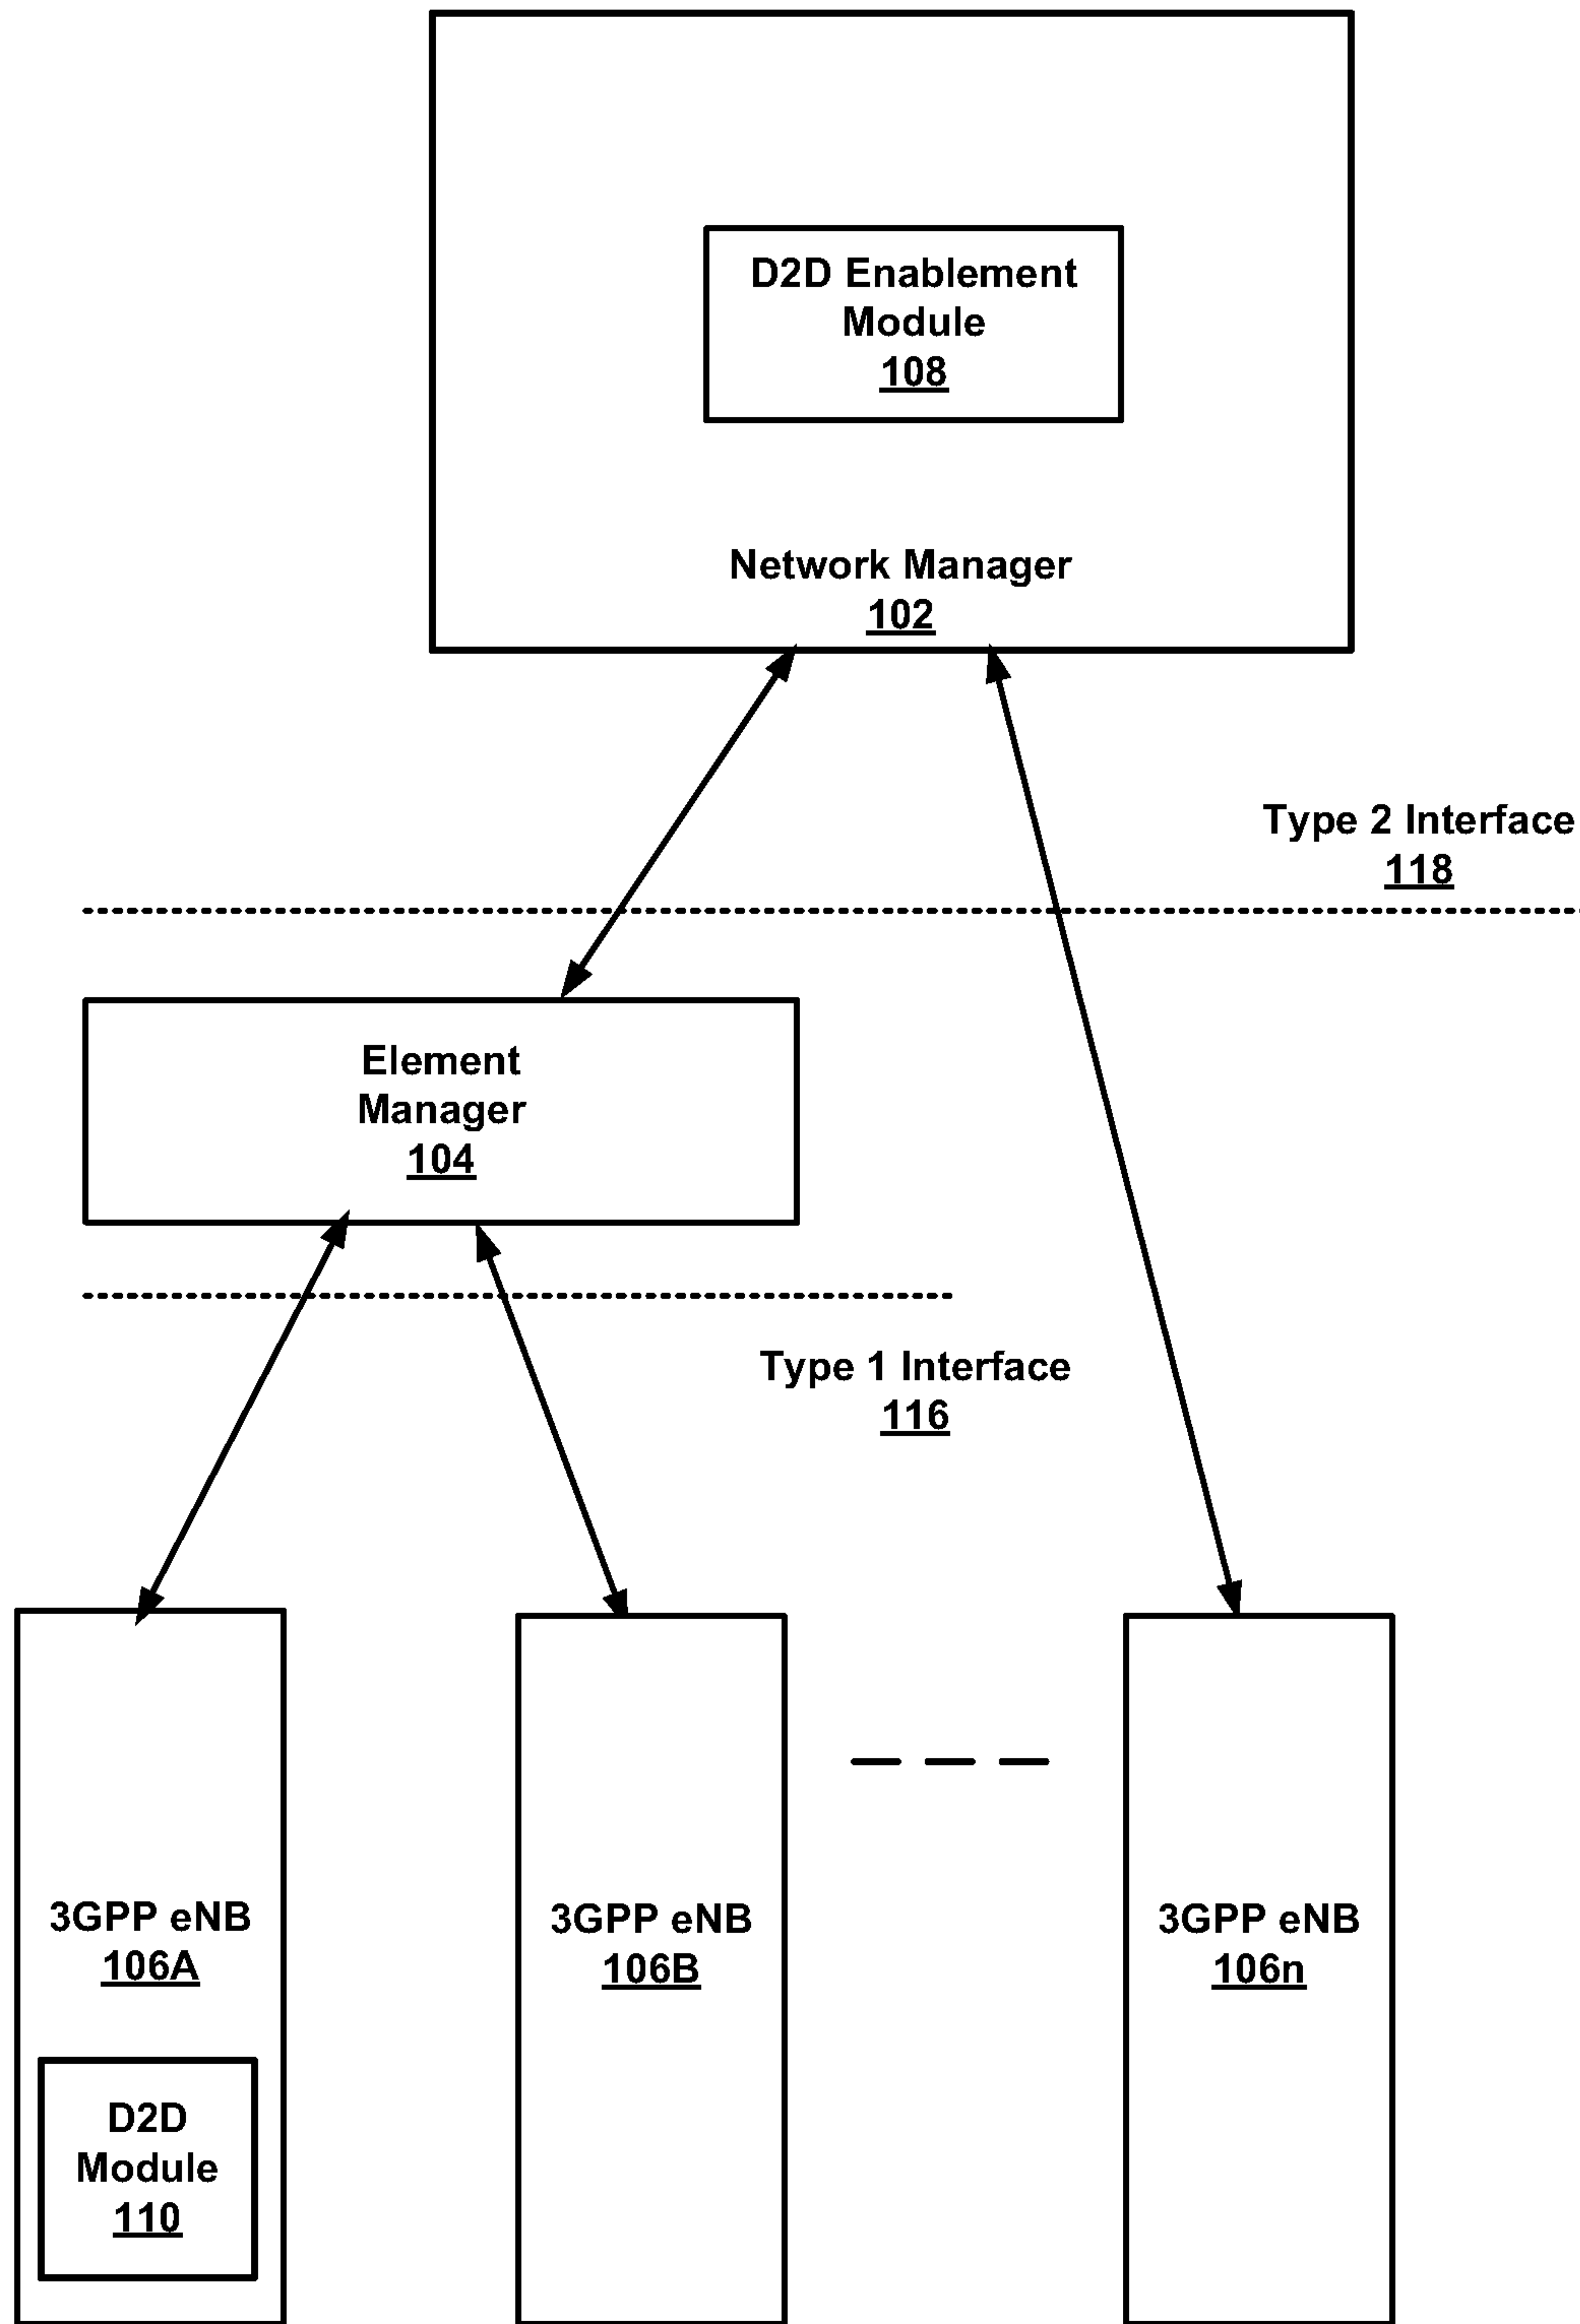 D2D Enablement
Module
108
Network Manager
102
Type 2 Interface
118
Element
Manager
104
Type 1 Interface
116
3GPP eNB
106A
3GPP eNB
106B
3GPP eNB
106n
D2D
Module
110